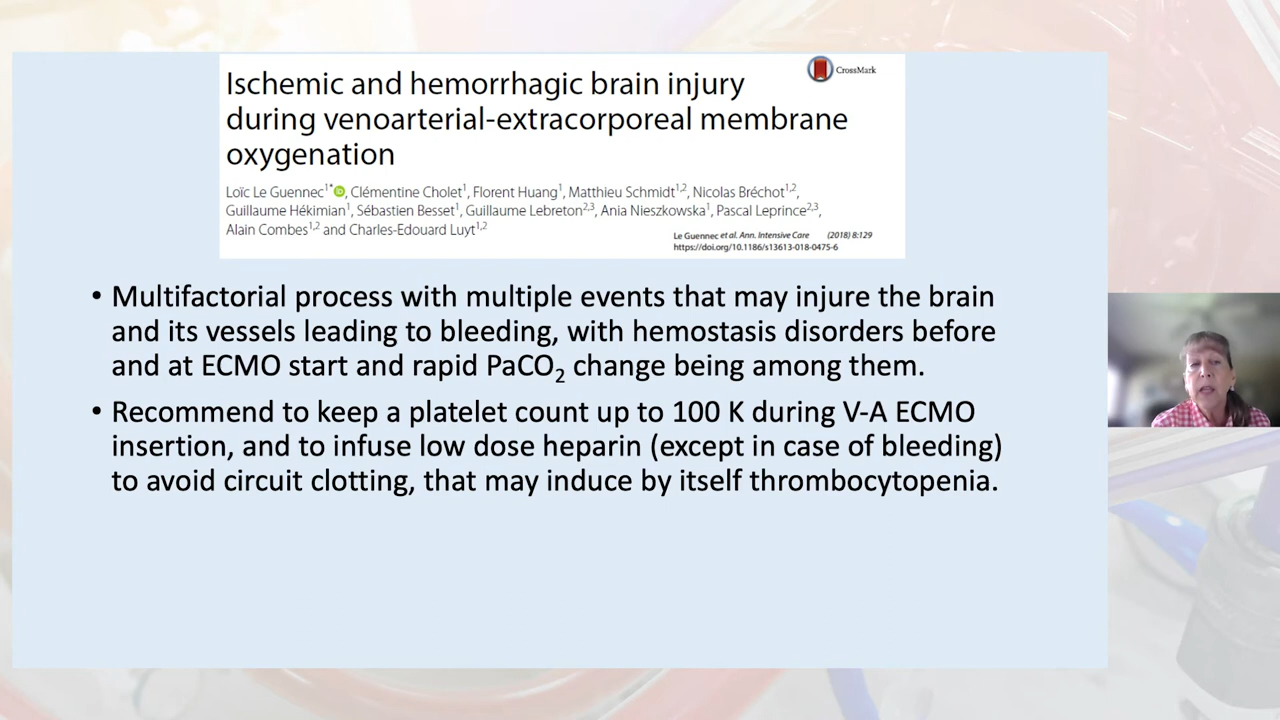 Ischemic and hemorrhagic brain injury
during venoarterial-extracorporeal membrane
oxygenation
CrossMark
Loïc Le Guennec1* iD, Clémentine Cholet1, Florent Huang1, Matthieu Schmidt1,2, Nicolas Bréchot1,2,
Guillaume Hékimian1, Sébastien Besset1, Guillaume Lebreton2,3, Ania Nieszkowska1, Pascal Leprince2,3,
Alain Combes1,2 and Charles-Edouard Luyt1,2
Le Guennec et al. Ann. Intensive Care (2018) 8:129
https://doi.org/10.1186/s13613-018-0475-6
• Multifactorial process with multiple events that may injure the brain
and its vessels leading to bleeding, with hemostasis disorders before
and at ECMO start and rapid PaCO2 change being among them.
• Recommend to keep a platelet count up to 100 K during V-A ECMO
insertion, and to infuse low dose heparin (except in case of bleeding)
to avoid circuit clotting, that may induce by itself thrombocytopenia.